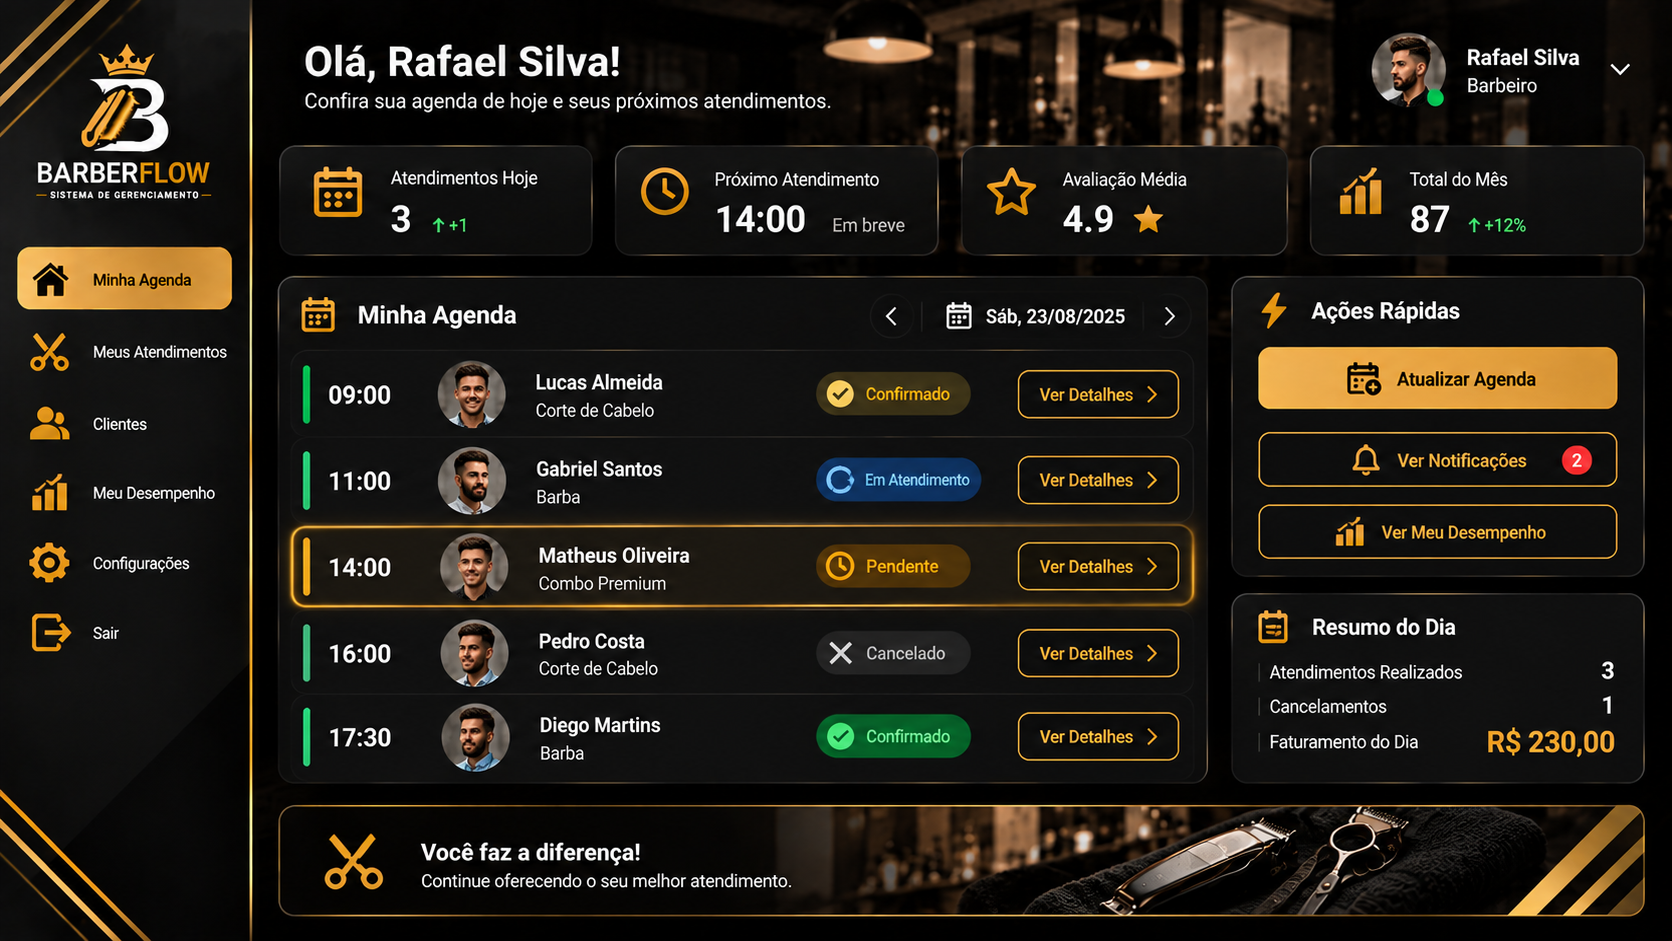 BARBERFLOW
SISTEMA DE GERENCIAMENTO
Minha Agenda
Meus Atendimentos
Clientes
Meu Desempenho
Configurações
Sair
Olá, Rafael Silva!
Confira sua agenda de hoje e seus próximos atendimentos.
Rafael Silva
Barbeiro
Atendimentos Hoje
3 ↑ +1
Próximo Atendimento
14:00 Em breve
Avaliação Média
4.9
Total do Mês
87 ↑ +12%
Minha Agenda
Sáb, 23/08/2025
09:00 Lucas Almeida Confirmado Ver Detalhes
Corte de Cabelo
11:00 Gabriel Santos Em Atendimento Ver Detalhes
Barba
14:00 Matheus Oliveira Pendente Ver Detalhes
Combo Premium
16:00 Pedro Costa Cancelado Ver Detalhes
Corte de Cabelo
17:30 Diego Martins Confirmado Ver Detalhes
Barba
Ações Rápidas
Atualizar Agenda
Ver Notificações 2
Ver Meu Desempenho
Resumo do Dia
Atendimentos Realizados 3
Cancelamentos 1
Faturamento do Dia R$ 230,00
Você faz a diferença!
Continue oferecendo o seu melhor atendimento.